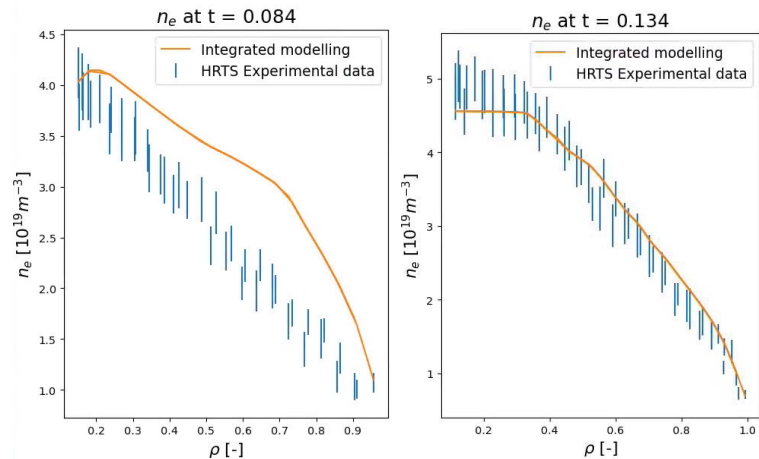 n_e at t = 0.084
Integrated modelling
HRTS Experimental data
n_e [10^{19}m^{-3}]
4.5
4.0
3.5
3.0
2.5
2.0
1.5
1.0
0.2
0.3
0.4
0.5
0.6
0.7
0.8
0.9
ρ [-]
n_e at t = 0.134
Integrated modelling
HRTS Experimental data
n_e [10^{19}m^{-3}]
5
4
3
2
1
0.2
0.4
0.6
0.8
1.0
ρ [-]